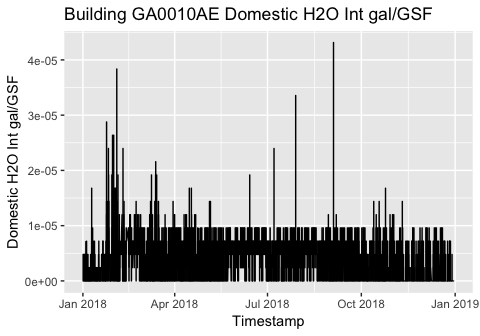 Building GA0010AE Domestic H2O Int gal/GSF
Domestic H2O Int gal/GSF
4e-05
3e-05
2e-05
1e-05
0e+00
Jan 2018 Apr 2018 Jul 2018 Oct 2018 Jan 2019
Timestamp